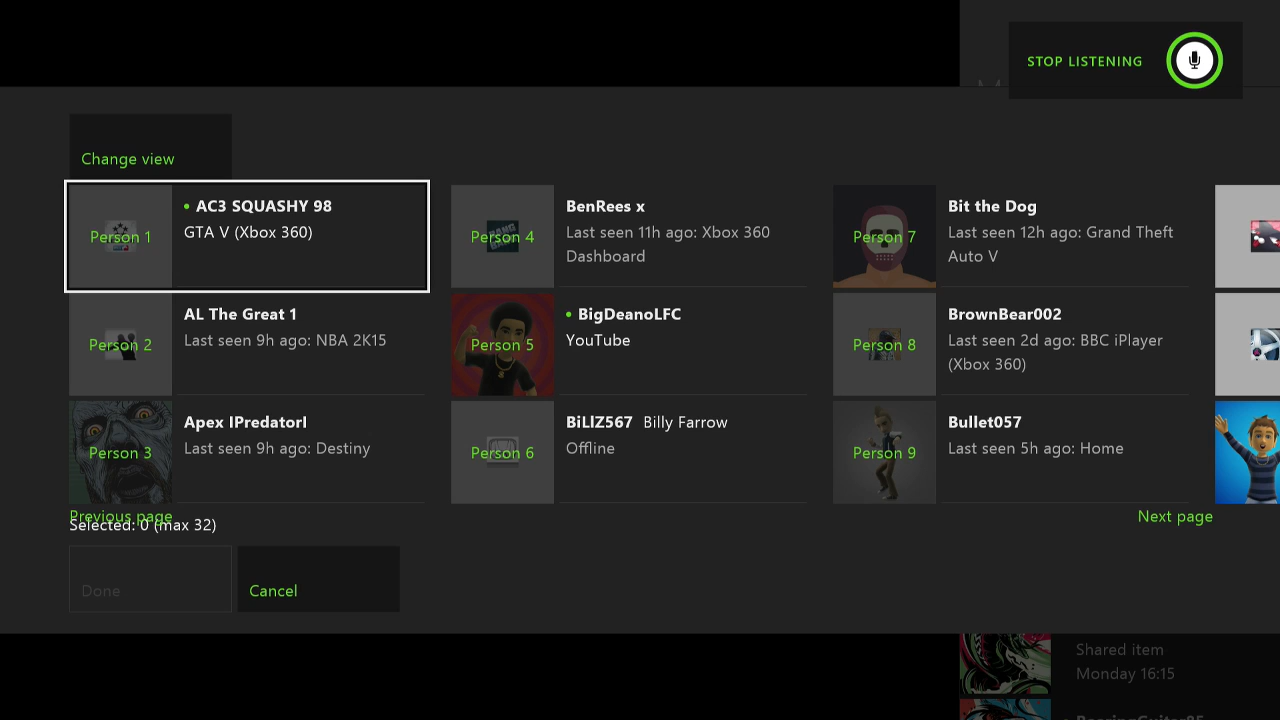 STOP LISTENING
Change view
Person 1
AC3 SQUASHY 98
GTA V (Xbox 360)
Person 2
AL The Great 1
Last seen 9h ago: NBA 2K15
Person 3
Apex IPredatorI
Last seen 9h ago: Destiny
Person 4
BenRees x
Last seen 11h ago: Xbox 360
Dashboard
Person 5
BigDeanoLFC
YouTube
Person 6
BiLlZ567 Billy Farrow
Offline
Person 7
Bit the Dog
Last seen 12h ago: Grand Theft
Auto V
Person 8
BrownBear002
Last seen 2d ago: BBC iPlayer
(Xbox 360)
Person 9
Bullet057
Last seen 5h ago: Home
Previous page
Selected: 0 (max 32)
Next page
Done
Cancel
Shared item
Monday 16:15